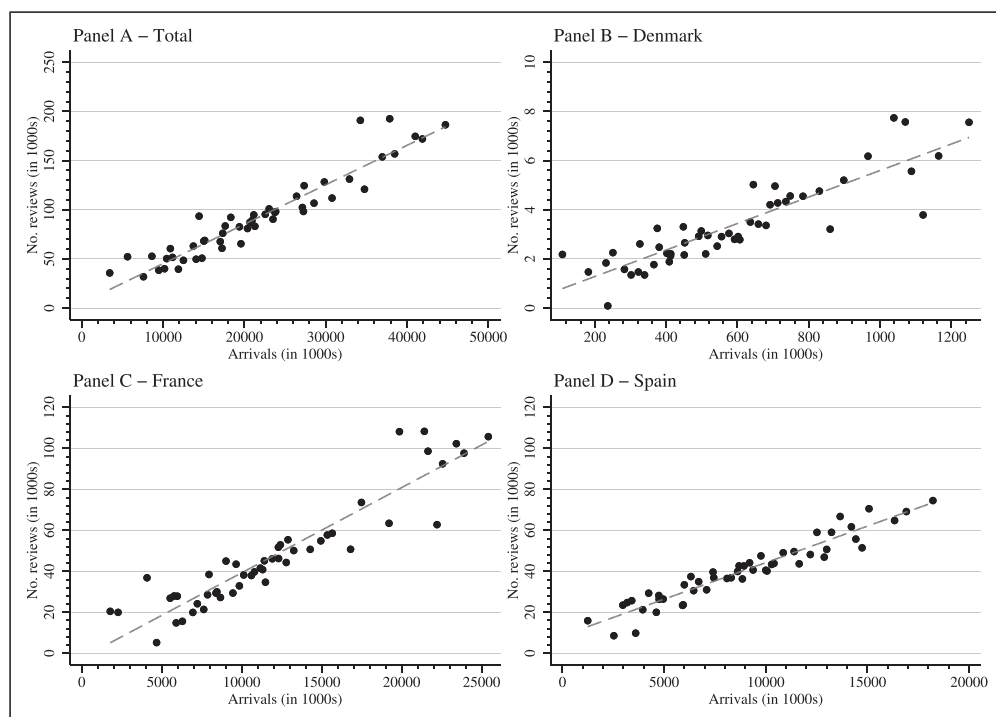 Panel A – Total
250
200
150
100
50
0
No. reviews (in 1000s)
0 10000 20000 30000 40000 50000
Arrivals (in 1000s)
Panel B – Denmark
10
8
6
4
2
0
No. reviews (in 1000s)
200 400 600 800 1000 1200
Arrivals (in 1000s)
Panel C – France
120
100
80
60
40
20
0
No. reviews (in 1000s)
0 5000 10000 15000 20000 25000
Arrivals (in 1000s)
Panel D – Spain
120
100
80
60
40
20
0
No. reviews (in 1000s)
0 5000 10000 15000 20000
Arrivals (in 1000s)